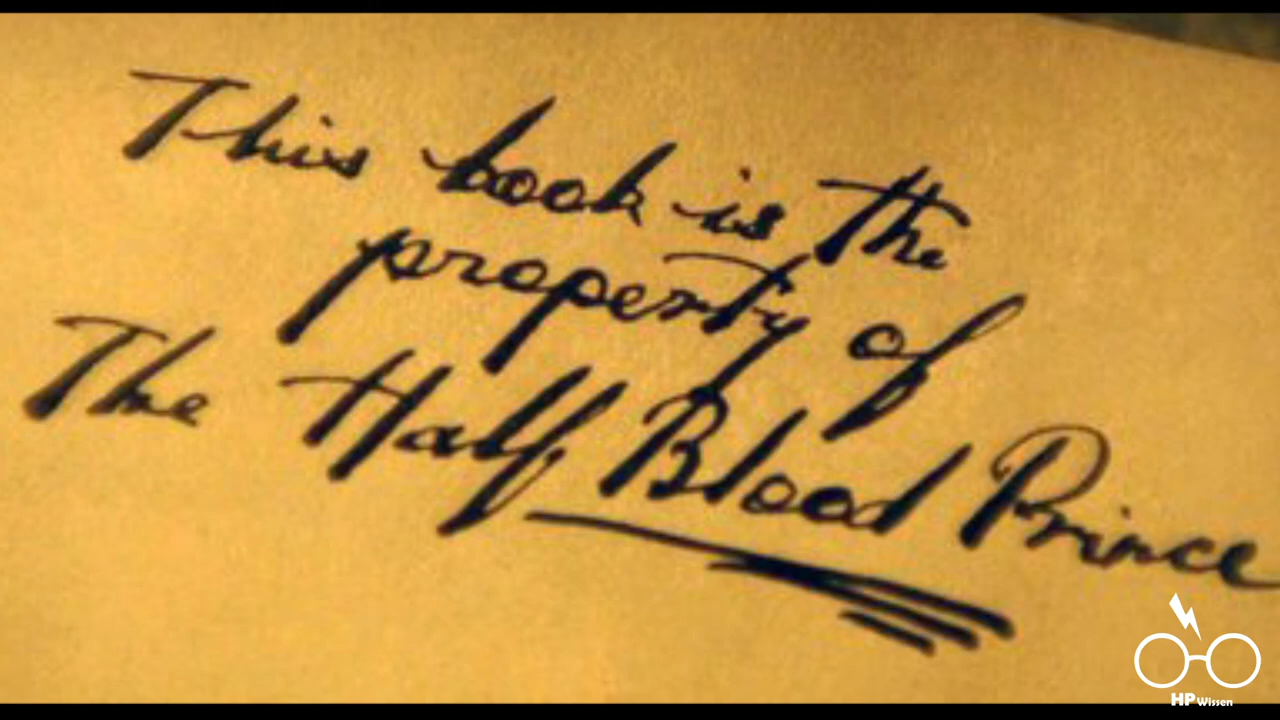 This book is the
property of
The Half Blood Prince
HP Wissen